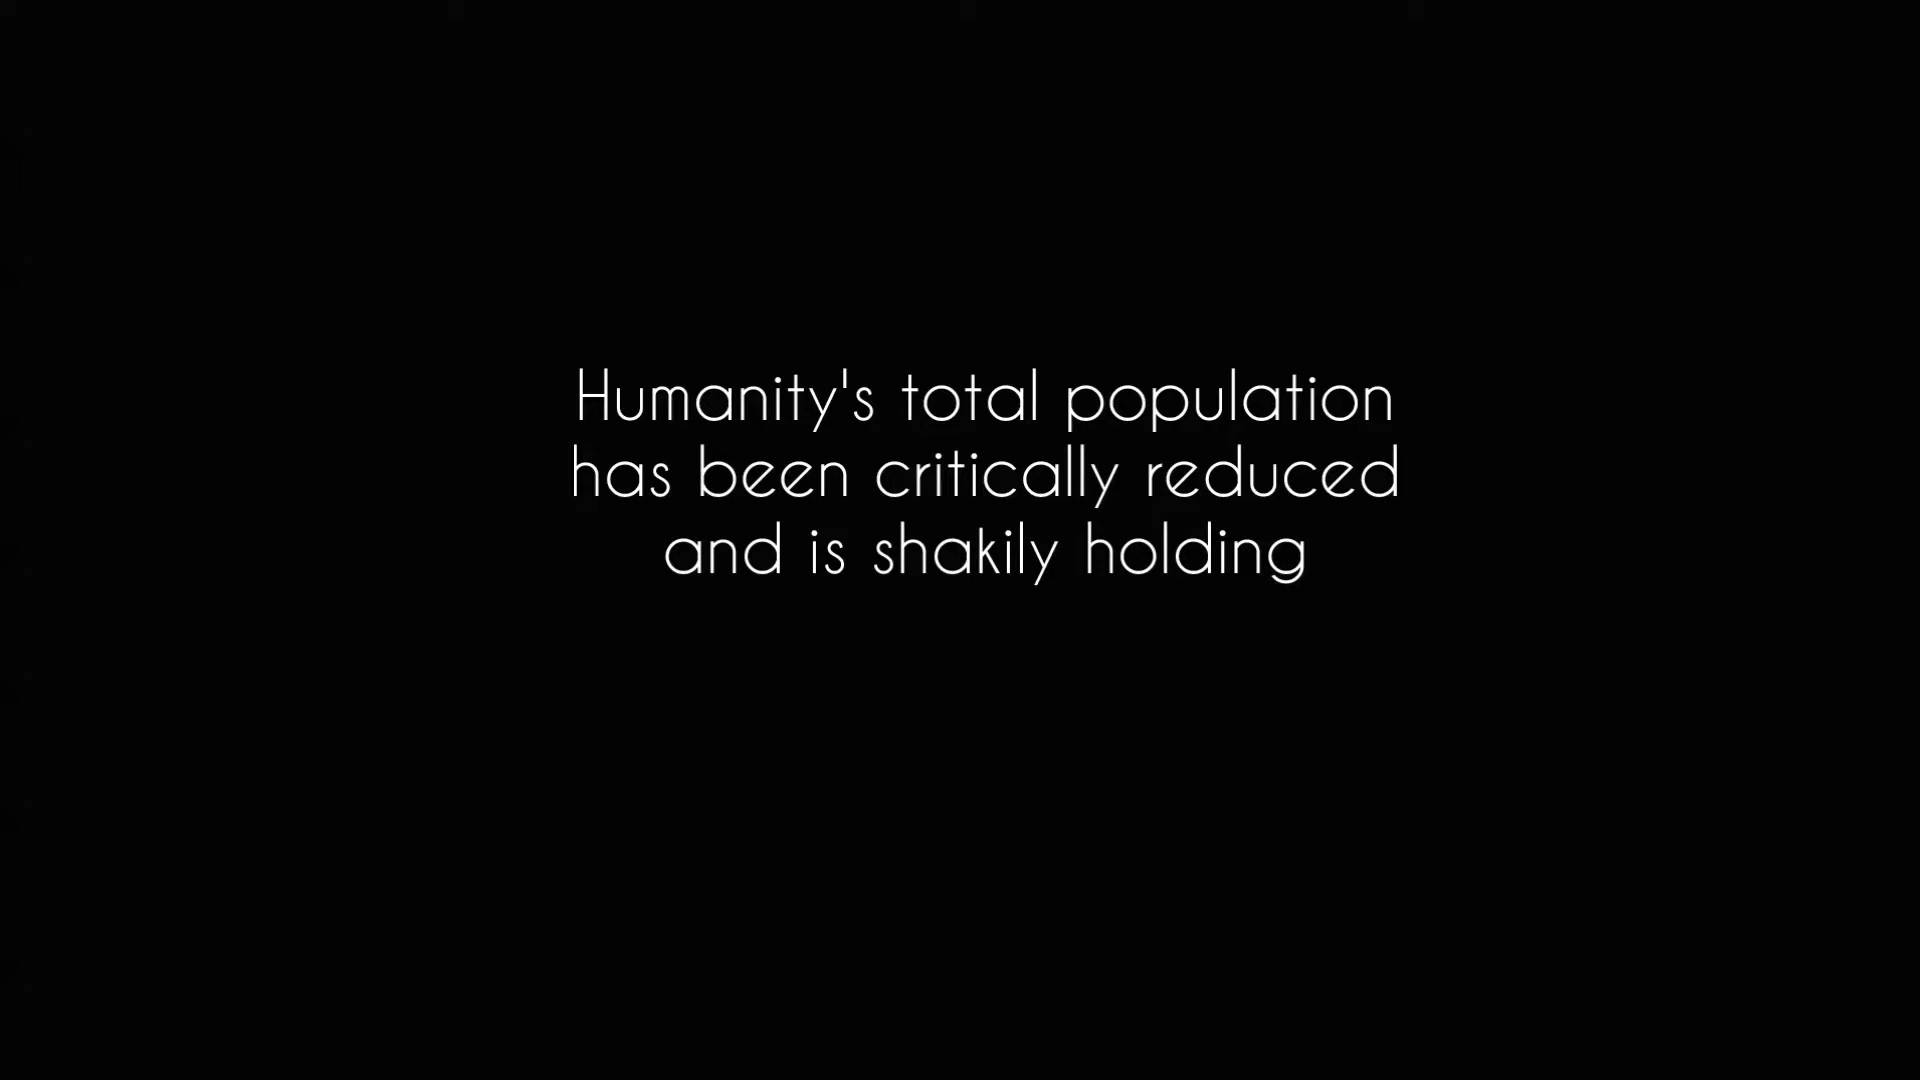 Humanity's total population
has been critically reduced
and is shakily holding